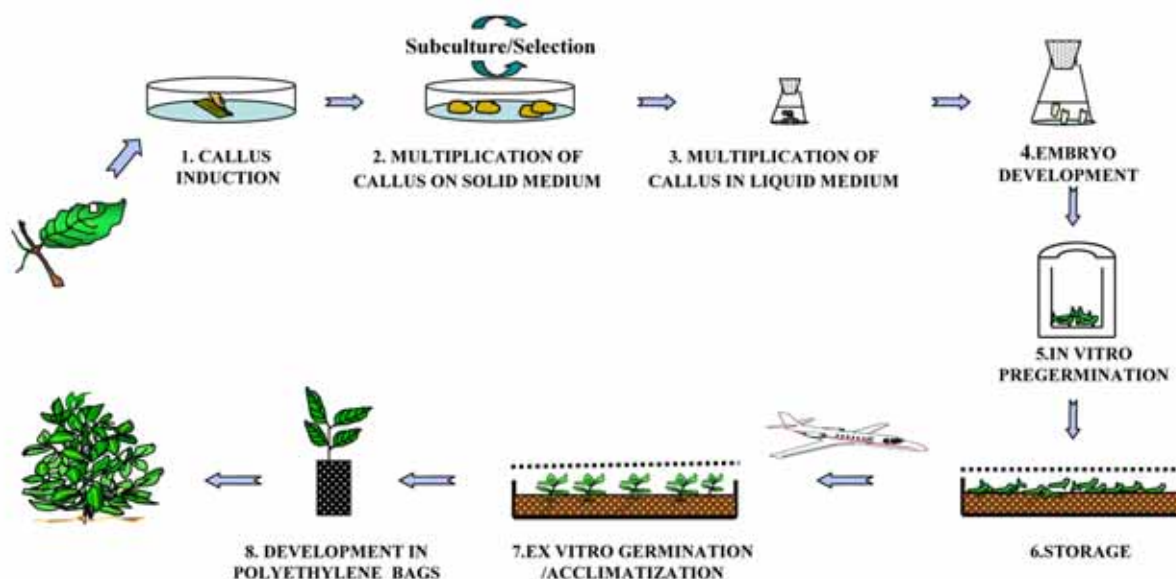 Subculture/Selection
1. CALLUS
INDUCTION
2. MULTIPLICATION OF
CALLUS ON SOLID MEDIUM
3. MULTIPLICATION OF
CALLUS IN LIQUID MEDIUM
4.EMBRYO
DEVELOPMENT
5.IN VITRO
PREGERMINATION
6.STORAGE
7.EX VITRO GERMINATION
/ACCLIMATIZATION
8. DEVELOPMENT IN
POLYETHYLENE BAGS